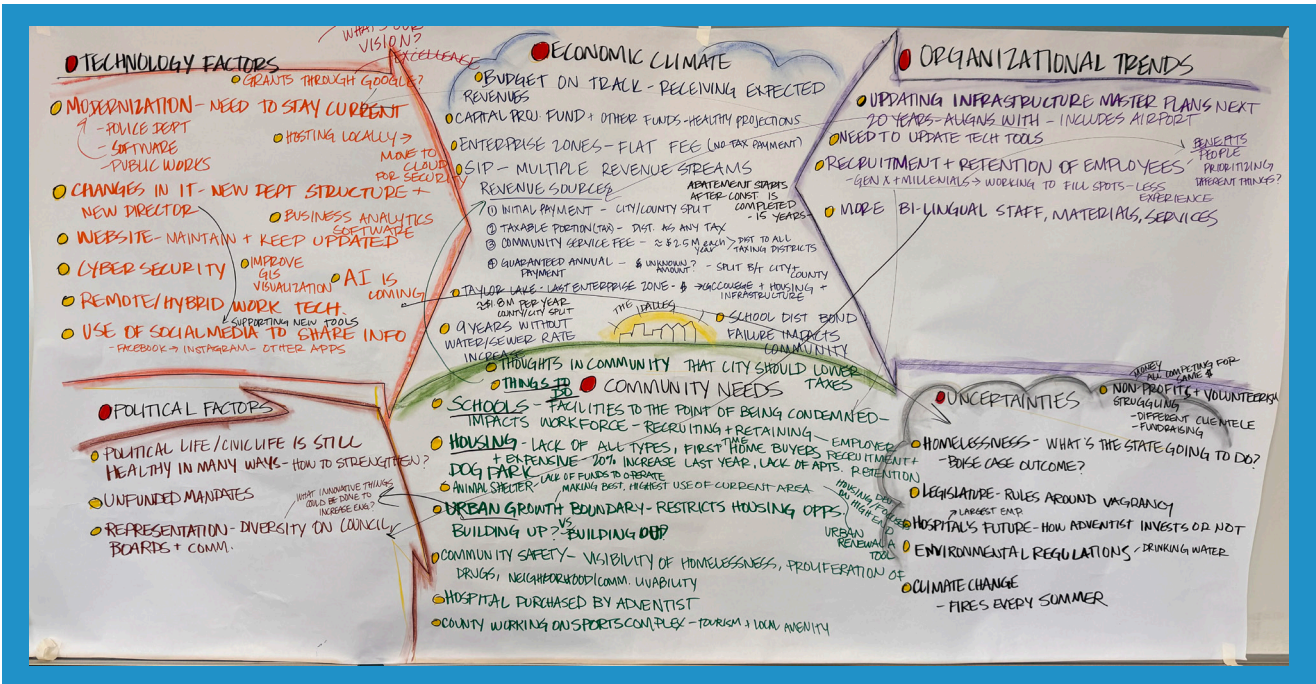 WHAT'S OUR
VISION?
EXCELLENCE
TECHNOLOGY FACTORS
GRANTS THROUGH GOOGLE?
MODERNIZATION - NEED TO STAY CURRENT
- POLICE DEPT
- SOFTWARE
- PUBLIC WORKS
HOSTING LOCALLY →
MOVE TO
CLOUD
FOR SECURITY
CHANGES IN IT - NEW DEPT STRUCTURE +
NEW DIRECTOR
BUSINESS ANALYTICS
SOFTWARE
WEBSITE - MAINTAIN + KEEP UPDATED
CYBER SECURITY
IMPROVE
GIS
VISUALIZATION
AI IS
COMING
REMOTE/HYBRID WORK TECH.
SUPPORTING NEW TOOLS
USE OF SOCIAL MEDIA TO SHARE INFO
- FACEBOOK → INSTAGRAM - OTHER APPS
ECONOMIC CLIMATE
BUDGET ON TRACK - RECEIVING EXPECTED
REVENUES
CAPITAL PROJ. FUND + OTHER FUNDS - HEALTHY PROJECTIONS
ENTERPRISE ZONES - FLAT FEE (NO TAX PAYMENT)
SIP - MULTIPLE REVENUE STREAMS
REVENUE SOURCES
ABATEMENT STARTS
AFTER CONST. IS
COMPLETED
- 15 YEARS -
① INITIAL PAYMENT - CITY/COUNTY SPLIT
② TAXABLE PORTION (TAX) - DIST. AS ANY TAX
③ COMMUNITY SERVICE FEE - ≈ $2.5M each year > DIST TO ALL
TAXING DISTRICTS
④ GUARANTEED ANNUAL - $ UNKNOWN? - SPLIT B/T CITY +
PAYMENT AMOUNT? COUNTY
TAYLOR LAKE - LAST ENTERPRISE ZONE - $ → CGCCOLLEGE + HOUSING +
INFRASTRUCTURE
≈$1.8M PER YEAR
COUNTY/CITY SPLIT
THE DALLES
9 YEARS WITHOUT
WATER/SEWER RATE
INCREASE
SCHOOL DIST BOND
FAILURE IMPACTS
COMMUNITY
ORGANIZATIONAL TRENDS
UPDATING INFRASTRUCTURE MASTER PLANS NEXT
20 YEARS - ALIGNS WITH - INCLUDES AIRPORT
NEED TO UPDATE TECH TOOLS
BENEFITS
PEOPLE
PRIORITIZING
DIFFERENT THINGS?
RECRUITMENT + RETENTION OF EMPLOYEES
- GEN X + MILLENIALS → WORKING TO FILL SPOTS - LESS
EXPERIENCE
MORE BI-LINGUAL STAFF, MATERIALS, SERVICES
POLITICAL FACTORS
POLITICAL LIFE/CIVIC LIFE IS STILL
HEALTHY IN MANY WAYS - HOW TO STRENGTHEN?
UNFUNDED MANDATES
WHAT INNOVATIVE THINGS
COULD BE DONE TO
INCREASE ENG?
REPRESENTATION - DIVERSITY ON COUNCIL,
BOARDS + COMM.
THOUGHTS IN COMMUNITY THAT CITY SHOULD LOWER
TAXES
THINGS TO
DO
COMMUNITY NEEDS
SCHOOLS - FACILITIES TO THE POINT OF BEING CONDEMNED -
IMPACTS WORKFORCE - RECRUITING + RETAINING - EMPLOYER
RECRUITMENT +
RETENTION
HOUSING - LACK OF ALL TYPES, FIRST TIME HOME BUYERS
+ EXPENSIVE - 20% INCREASE LAST YEAR, LACK OF APTS.
DOG PARK
LACK OF FUNDS TO OPERATE
ANIMAL SHELTER
MAKING BEST, HIGHEST USE OF CURRENT AREA
URBAN GROWTH BOUNDARY - RESTRICTS HOUSING OPPS.
HOUSING DEV
FOCUSED
ON HIGH END
URBAN
RENEWAL A
TOOL
BUILDING UP? VS. BUILDING OUT?
COMMUNITY SAFETY - VISIBILITY OF HOMELESSNESS, PROLIFERATION OF
DRUGS, NEIGHBORHOOD/COMM. LIVABILITY
HOSPITAL PURCHASED BY ADVENTIST
COUNTY WORKING ON SPORTS COMPLEX - TOURISM + LOCAL AMENITY
UNCERTAINTIES
MONEY
ALL COMPETING FOR
SAME $
NON-PROFITS + VOLUNTEERISM
STRUGGLING
- DIFFERENT CLIENTELE
- FUNDRAISING
HOMELESSNESS - WHAT'S THE STATE GOING TO DO?
- BOISE CASE OUTCOME?
LEGISLATURE - RULES AROUND VAGRANCY
LARGEST EMP.
HOSPITAL'S FUTURE - HOW ADVENTIST INVESTS OR NOT
ENVIRONMENTAL REGULATIONS - DRINKING WATER
CLIMATE CHANGE
- FIRES EVERY SUMMER